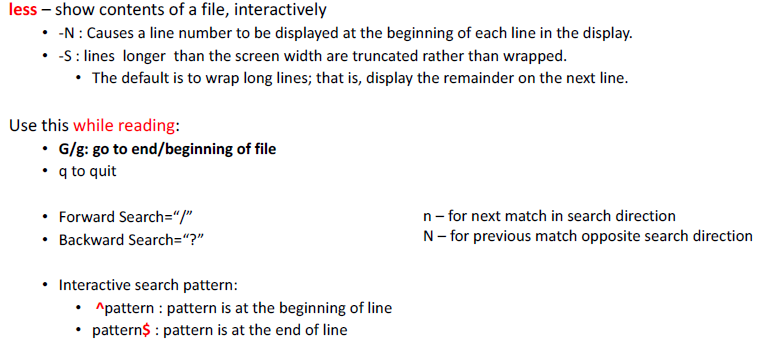 less – show contents of a file, interactively
• -N : Causes a line number to be displayed at the beginning of each line in the display.
• -S : lines longer than the screen width are truncated rather than wrapped.
• The default is to wrap long lines; that is, display the remainder on the next line.
Use this while reading:
• G/g: go to end/beginning of file
• q to quit
• Forward Search=“/”
• Backward Search=“?”
n – for next match in search direction
N – for previous match opposite search direction
• Interactive search pattern:
• ^pattern : pattern is at the beginning of line
• pattern$ : pattern is at the end of line